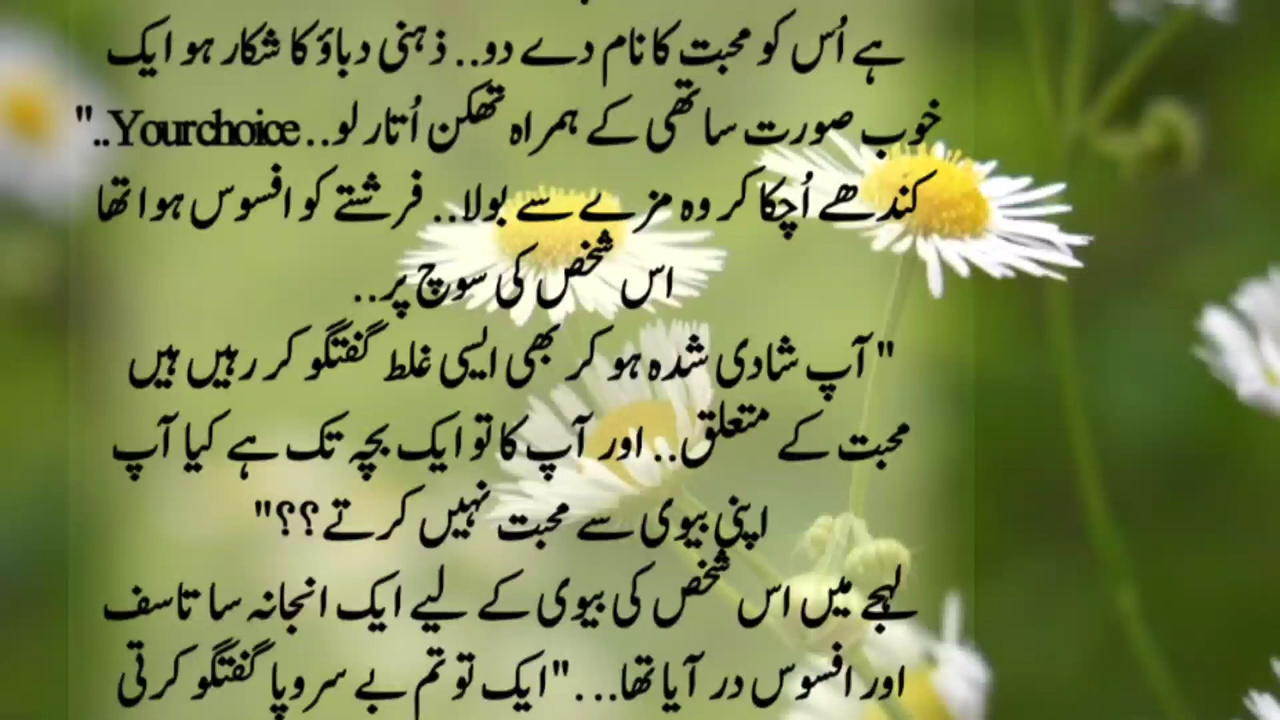 ہے اُس کو محبت کا نام دے دو.. ذہنی دباؤ کا شکار ہو ایک
خوب صورت ساتھی کے ہمراہ تھکن اُتار لو.. Your choice.."
کندھے اُچکا کر وہ مزے سے بولا.. فرشتے کو افسوس ہوا تھا
اس شخص کی سوچ پر..
" آپ شادی شدہ ہو کر بھی ایسی غلط گفتگو کر رہیں ہیں
محبت کے متعلق.. اور آپ کا تو ایک بچہ تک ہے کیا آپ
اپنی بیوی سے محبت نہیں کرتے؟؟"
لہجے میں اس شخص کی بیوی کے لیے ایک انجانہ سا تاسف
اور افسوس در آیا تھا... "ایک تو تم بے سروپا گفتگو کرتی